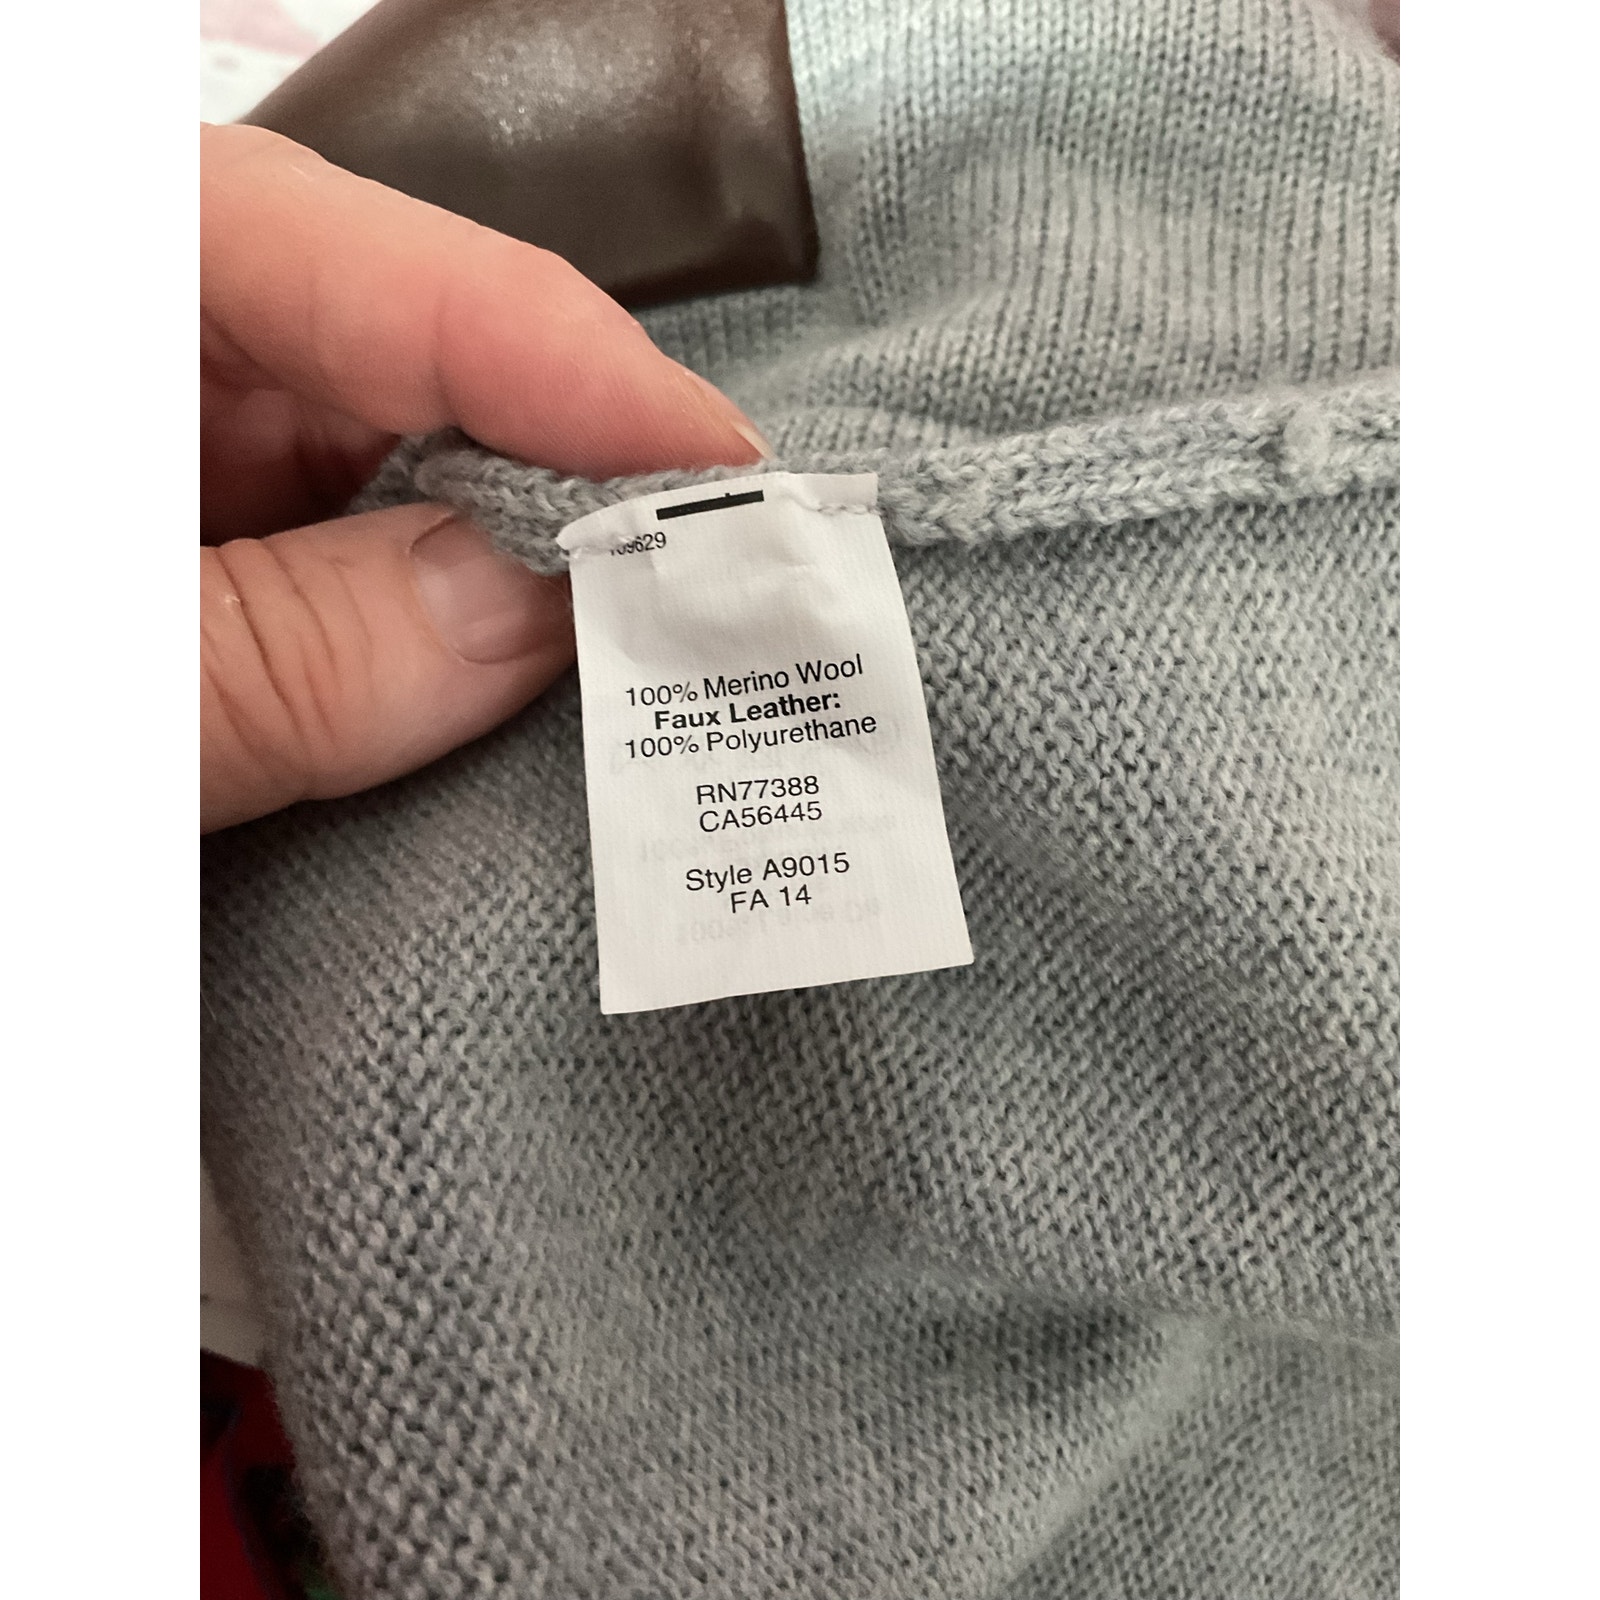 100% Merino Wool
Faux Leather:
100% Polyurethane
RN77388
CA56445
Style A9015
FA 14